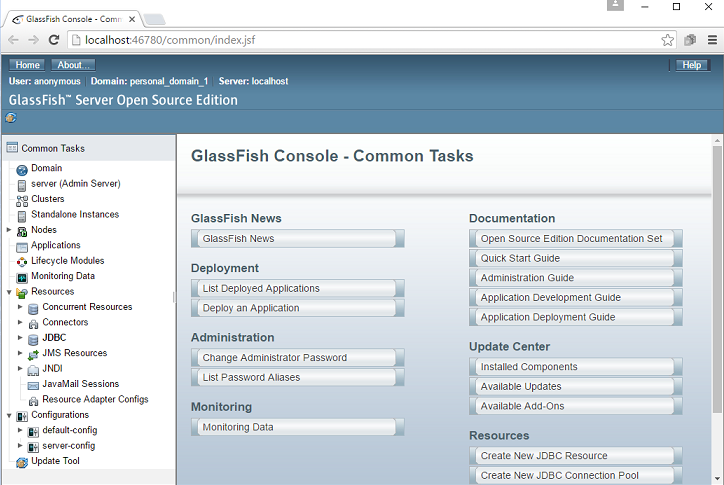 GlassFish Console - Comm
localhost:46780/common/index.jsf
Home About... Help
User: anonymous Domain: personal_domain_1 Server: localhost
GlassFish™ Server Open Source Edition
Common Tasks
Domain
server (Admin Server)
Clusters
Standalone Instances
Nodes
Applications
Lifecycle Modules
Monitoring Data
Resources
Concurrent Resources
Connectors
JDBC
JMS Resources
JNDI
JavaMail Sessions
Resource Adapter Configs
Configurations
default-config
server-config
Update Tool
GlassFish Console - Common Tasks
GlassFish News
GlassFish News
Deployment
List Deployed Applications
Deploy an Application
Administration
Change Administrator Password
List Password Aliases
Monitoring
Monitoring Data
Documentation
Open Source Edition Documentation Set
Quick Start Guide
Administration Guide
Application Development Guide
Application Deployment Guide
Update Center
Installed Components
Available Updates
Available Add-Ons
Resources
Create New JDBC Resource
Create New JDBC Connection Pool